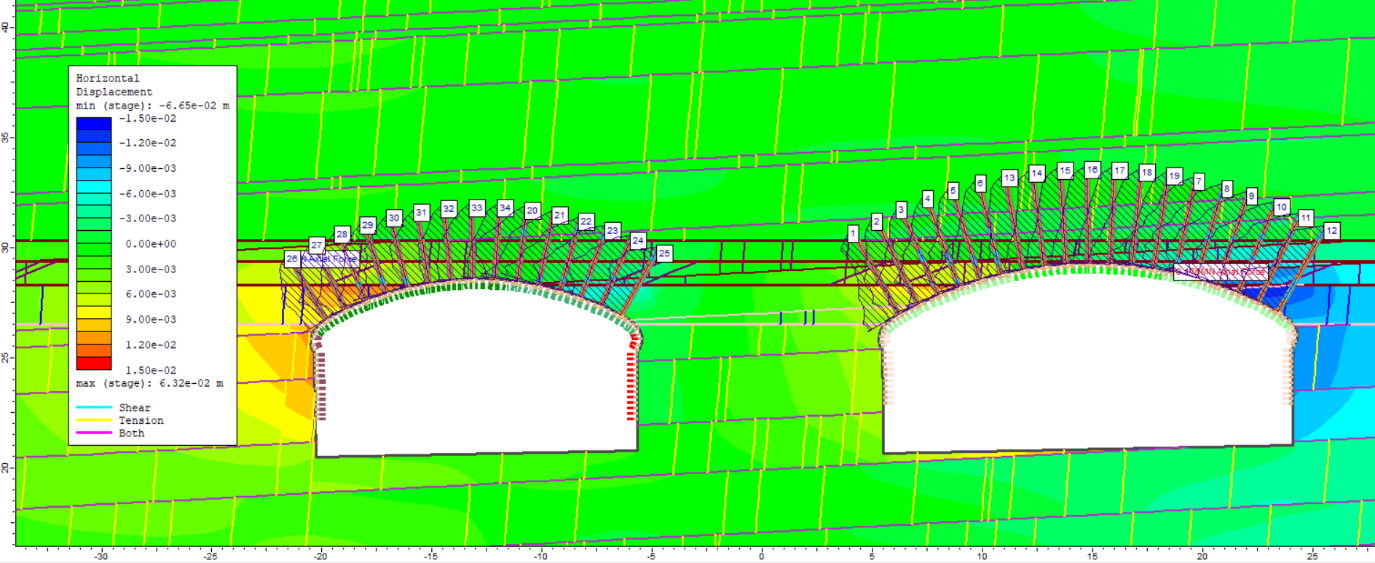 40
35
30
25
20
Horizontal
Displacement
min (stage): -6.65e-02 m
-1.50e-02
-1.20e-02
-9.00e-03
-6.00e-03
-3.00e-03
0.00e+00
3.00e-03
6.00e-03
9.00e-03
1.20e-02
1.50e-02
max (stage): 6.32e-02 m
Shear
Tension
Both
26 27 28 29 30 31 32 33 34 20 21 22 23 24 25
Axial Force
1 2 3 4 5 6 13 14 15 16 17 18 19 7 8 9 10 11 12
MN Axial Force
-30 -25 -20 -15 -10 -5 0 5 10 15 20 25